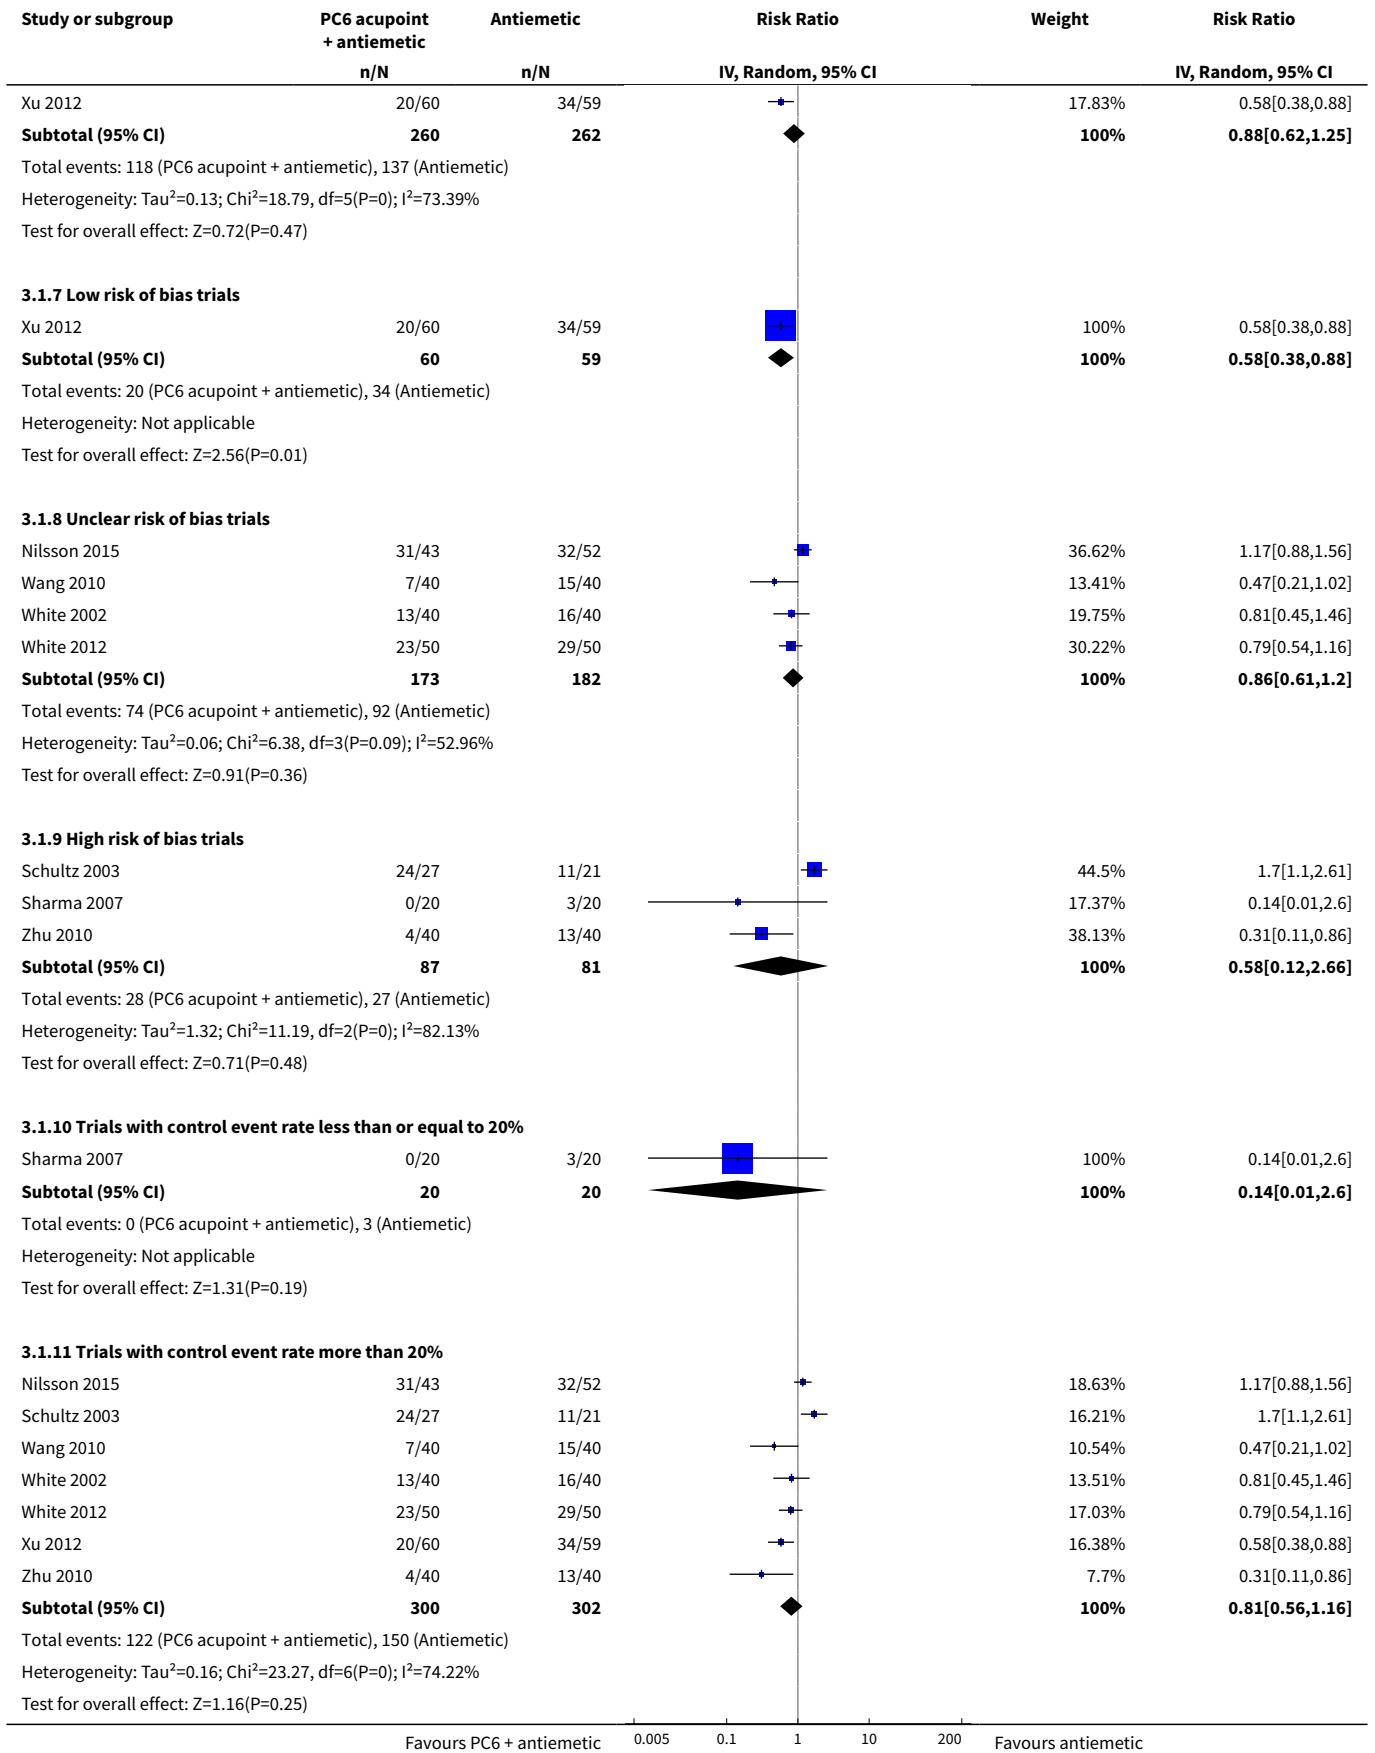 Study or subgroup PC6 acupoint + antiemetic Antiemetic Risk Ratio Weight Risk Ratio
n/N n/N IV, Random, 95% CI IV, Random, 95% CI
Xu 2012 20/60 34/59 17.83% 0.58[0.38,0.88]
Subtotal (95% CI) 260 262 100% 0.88[0.62,1.25]
Total events: 118 (PC6 acupoint + antiemetic), 137 (Antiemetic)
Heterogeneity: Tau²=0.13; Chi²=18.79, df=5(P=0); I²=73.39%
Test for overall effect: Z=0.72(P=0.47)
3.1.7 Low risk of bias trials
Xu 2012 20/60 34/59 100% 0.58[0.38,0.88]
Subtotal (95% CI) 60 59 100% 0.58[0.38,0.88]
Total events: 20 (PC6 acupoint + antiemetic), 34 (Antiemetic)
Heterogeneity: Not applicable
Test for overall effect: Z=2.56(P=0.01)
3.1.8 Unclear risk of bias trials
Nilsson 2015 31/43 32/52 36.62% 1.17[0.88,1.56]
Wang 2010 7/40 15/40 13.41% 0.47[0.21,1.02]
White 2002 13/40 16/40 19.75% 0.81[0.45,1.46]
White 2012 23/50 29/50 30.22% 0.79[0.54,1.16]
Subtotal (95% CI) 173 182 100% 0.86[0.61,1.2]
Total events: 74 (PC6 acupoint + antiemetic), 92 (Antiemetic)
Heterogeneity: Tau²=0.06; Chi²=6.38, df=3(P=0.09); I²=52.96%
Test for overall effect: Z=0.91(P=0.36)
3.1.9 High risk of bias trials
Schultz 2003 24/27 11/21 44.5% 1.7[1.1,2.61]
Sharma 2007 0/20 3/20 17.37% 0.14[0.01,2.6]
Zhu 2010 4/40 13/40 38.13% 0.31[0.11,0.86]
Subtotal (95% CI) 87 81 100% 0.58[0.12,2.66]
Total events: 28 (PC6 acupoint + antiemetic), 27 (Antiemetic)
Heterogeneity: Tau²=1.32; Chi²=11.19, df=2(P=0); I²=82.13%
Test for overall effect: Z=0.71(P=0.48)
3.1.10 Trials with control event rate less than or equal to 20%
Sharma 2007 0/20 3/20 100% 0.14[0.01,2.6]
Subtotal (95% CI) 20 20 100% 0.14[0.01,2.6]
Total events: 0 (PC6 acupoint + antiemetic), 3 (Antiemetic)
Heterogeneity: Not applicable
Test for overall effect: Z=1.31(P=0.19)
3.1.11 Trials with control event rate more than 20%
Nilsson 2015 31/43 32/52 18.63% 1.17[0.88,1.56]
Schultz 2003 24/27 11/21 16.21% 1.7[1.1,2.61]
Wang 2010 7/40 15/40 10.54% 0.47[0.21,1.02]
White 2002 13/40 16/40 13.51% 0.81[0.45,1.46]
White 2012 23/50 29/50 17.03% 0.79[0.54,1.16]
Xu 2012 20/60 34/59 16.38% 0.58[0.38,0.88]
Zhu 2010 4/40 13/40 7.7% 0.31[0.11,0.86]
Subtotal (95% CI) 300 302 100% 0.81[0.56,1.16]
Total events: 122 (PC6 acupoint + antiemetic), 150 (Antiemetic)
Heterogeneity: Tau²=0.16; Chi²=23.27, df=6(P=0); I²=74.22%
Test for overall effect: Z=1.16(P=0.25)
Favours PC6 + antiemetic 0.005 0.1 1 10 200 Favours antiemetic